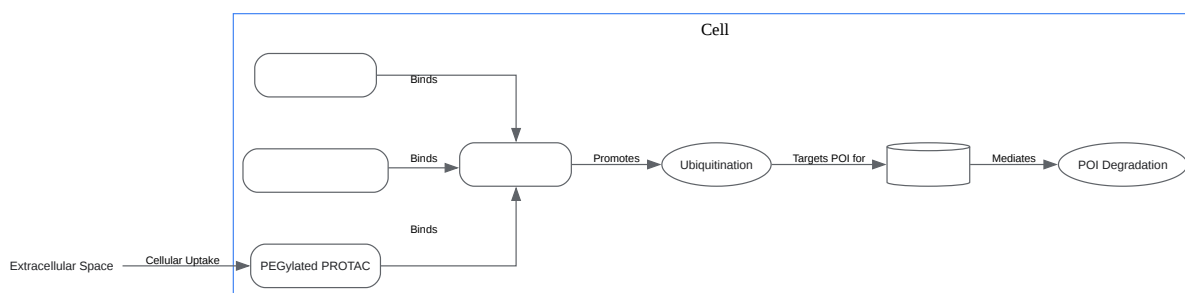 Cell
Binds
Binds
Promotes
Ubiquitination
Targets POI for
Mediates
POI Degradation
Binds
Extracellular Space
Cellular Uptake
PEGylated PROTAC